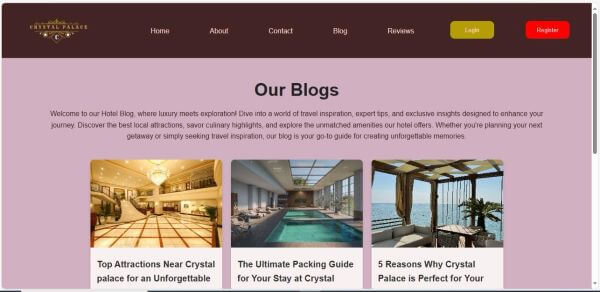 CRYSTAL PALACE
Home
About
Contact
Blog
Reviews
Login
Register
Our Blogs
Welcome to our Hotel Blog, where luxury meets exploration! Dive into a world of travel inspiration, expert tips, and exclusive insights designed to enhance your
journey. Discover the best local attractions, savor culinary highlights, and explore the unmatched amenities our hotel offers. Whether you're planning your next
getaway or simply seeking travel inspiration, our blog is your go-to guide for creating unforgettable memories.
Top Attractions Near Crystal
palace for an Unforgettable
The Ultimate Packing Guide
for Your Stay at Crystal
5 Reasons Why Crystal
Palace is Perfect for Your